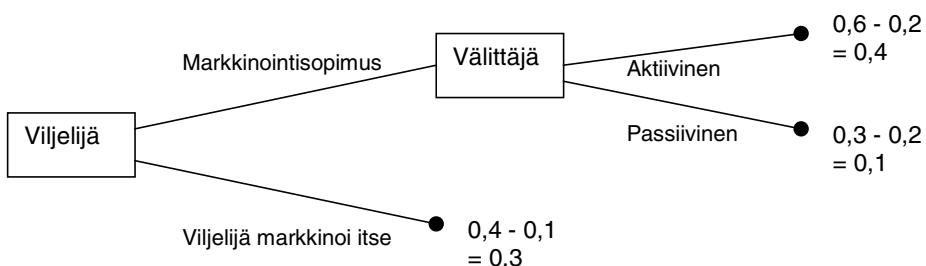 0,6 - 0,2
= 0,4
Markkinointisopimus
Välittäjä
Aktiivinen
Viljelijä
Passiivinen
0,3 - 0,2
= 0,1
Viljelijä markkinoi itse
0,4 - 0,1
= 0,3